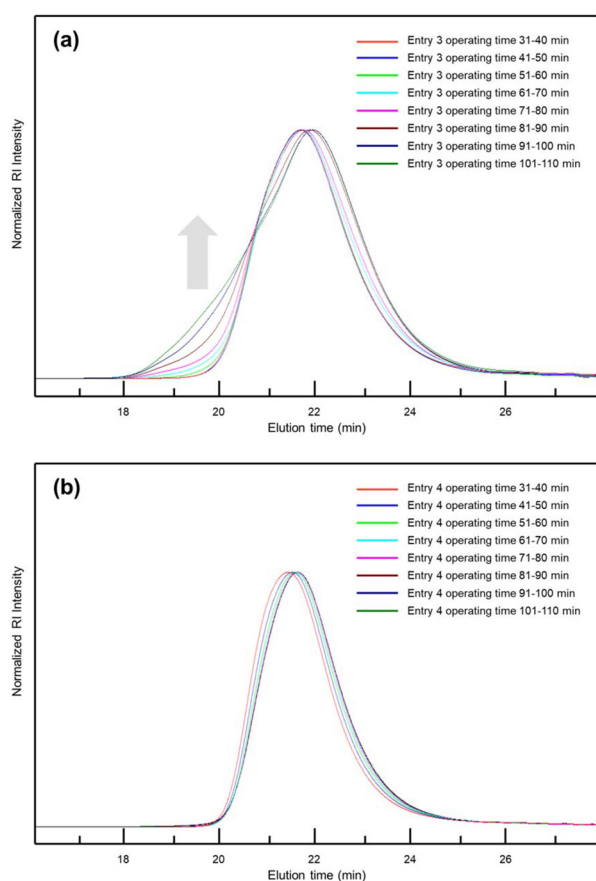 (a)
Entry 3 operating time 31-40 min
Entry 3 operating time 41-50 min
Entry 3 operating time 51-60 min
Entry 3 operating time 61-70 min
Entry 3 operating time 71-80 min
Entry 3 operating time 81-90 min
Entry 3 operating time 91-100 min
Entry 3 operating time 101-110 min
Normalized RI Intensity
18 20 22 24 26
Elution time (min)
(b)
Entry 4 operating time 31-40 min
Entry 4 operating time 41-50 min
Entry 4 operating time 51-60 min
Entry 4 operating time 61-70 min
Entry 4 operating time 71-80 min
Entry 4 operating time 81-90 min
Entry 4 operating time 91-100 min
Entry 4 operating time 101-110 min
Normalized RI Intensity
18 20 22 24 26
Elution time (min)